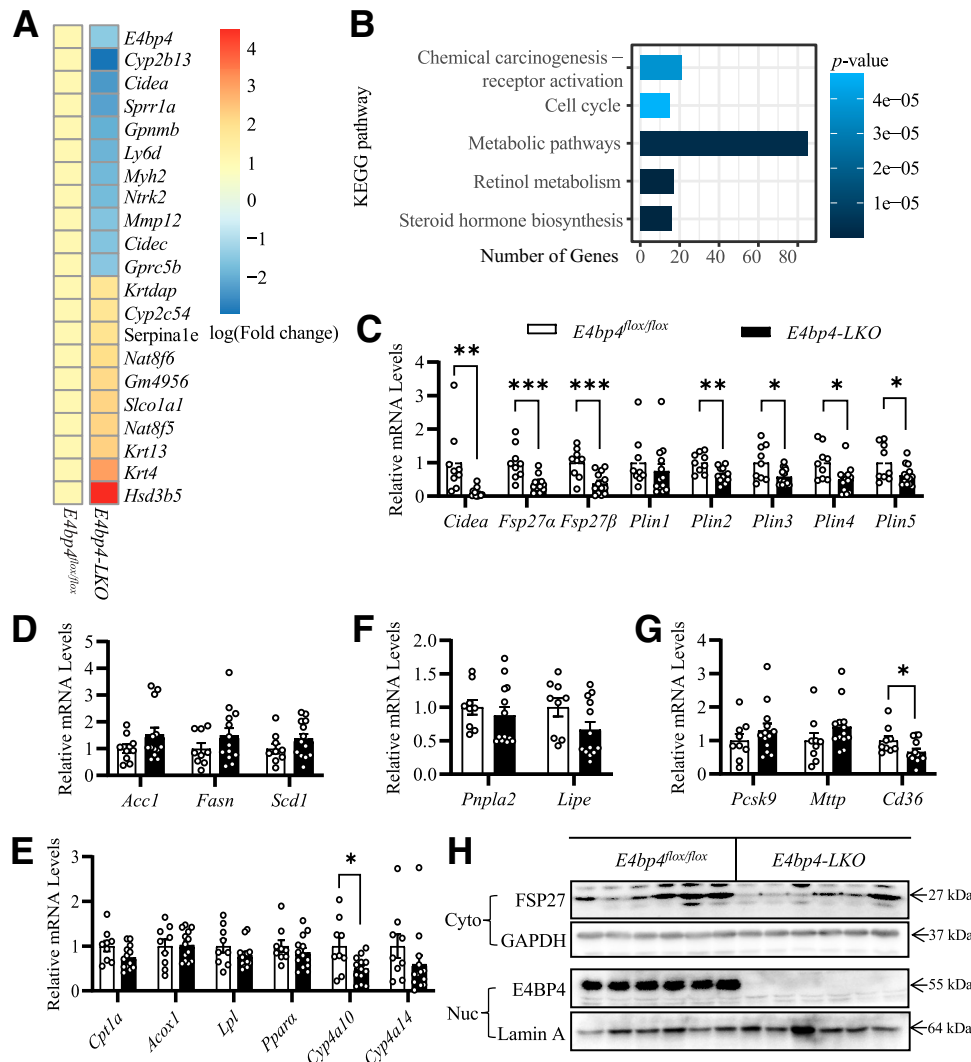 A
E4bp4
Cyp2b13
Cidea
Sprr1a
Gpnmb
Ly6d
Myh2
Ntrk2
Mmp12
Cidec
Gprc5b
Krtdap
Cyp2c54
Serpina1e
Nat8f6
Gm4956
Slco1a1
Nat8f5
Krt13
Krt4
Hsd3b5
E4bp4flox/flox
E4bp4-LKO
4
3
2
1
0
−1
−2
log(Fold change)
B
KEGG pathway
Chemical carcinogenesis −
receptor activation
Cell cycle
Metabolic pathways
Retinol metabolism
Steroid hormone biosynthesis
Number of Genes
0 20 40 60 80
p-value
4e−05
3e−05
2e−05
1e−05
C
E4bp4flox/flox E4bp4-LKO
Relative mRNA Levels
4
3
2
1
0
** *** *** ** * * *
Cidea Fsp27α Fsp27β Plin1 Plin2 Plin3 Plin4 Plin5
D
Relative mRNA Levels
5
4
3
2
1
0
Acc1 Fasn Scd1
F
Relative mRNA Levels
2.0
1.5
1.0
0.5
0.0
Pnpla2 Lipe
G
Relative mRNA Levels
4
3
2
1
0
*
Pcsk9 Mttp Cd36
E
Relative mRNA Levels
3
2
1
0
*
Cpt1a Acox1 Lpl Pparα Cyp4a10 Cyp4a14
H
E4bp4flox/flox E4bp4-LKO
Cyto
FSP27 27 kDa
GAPDH 37 kDa
Nuc
E4BP4 55 kDa
Lamin A 64 kDa